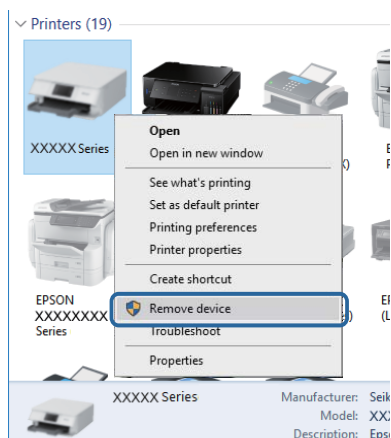 Printers (19)
XXXXX Series
Open
Open in new window
See what's printing
Set as default printer
Printing preferences
Printer properties
Create shortcut
Remove device
Troubleshoot
Properties
EPSON
XXXXXXXX
Series
XXXXX Series
Manufacturer:
Model:
Description: